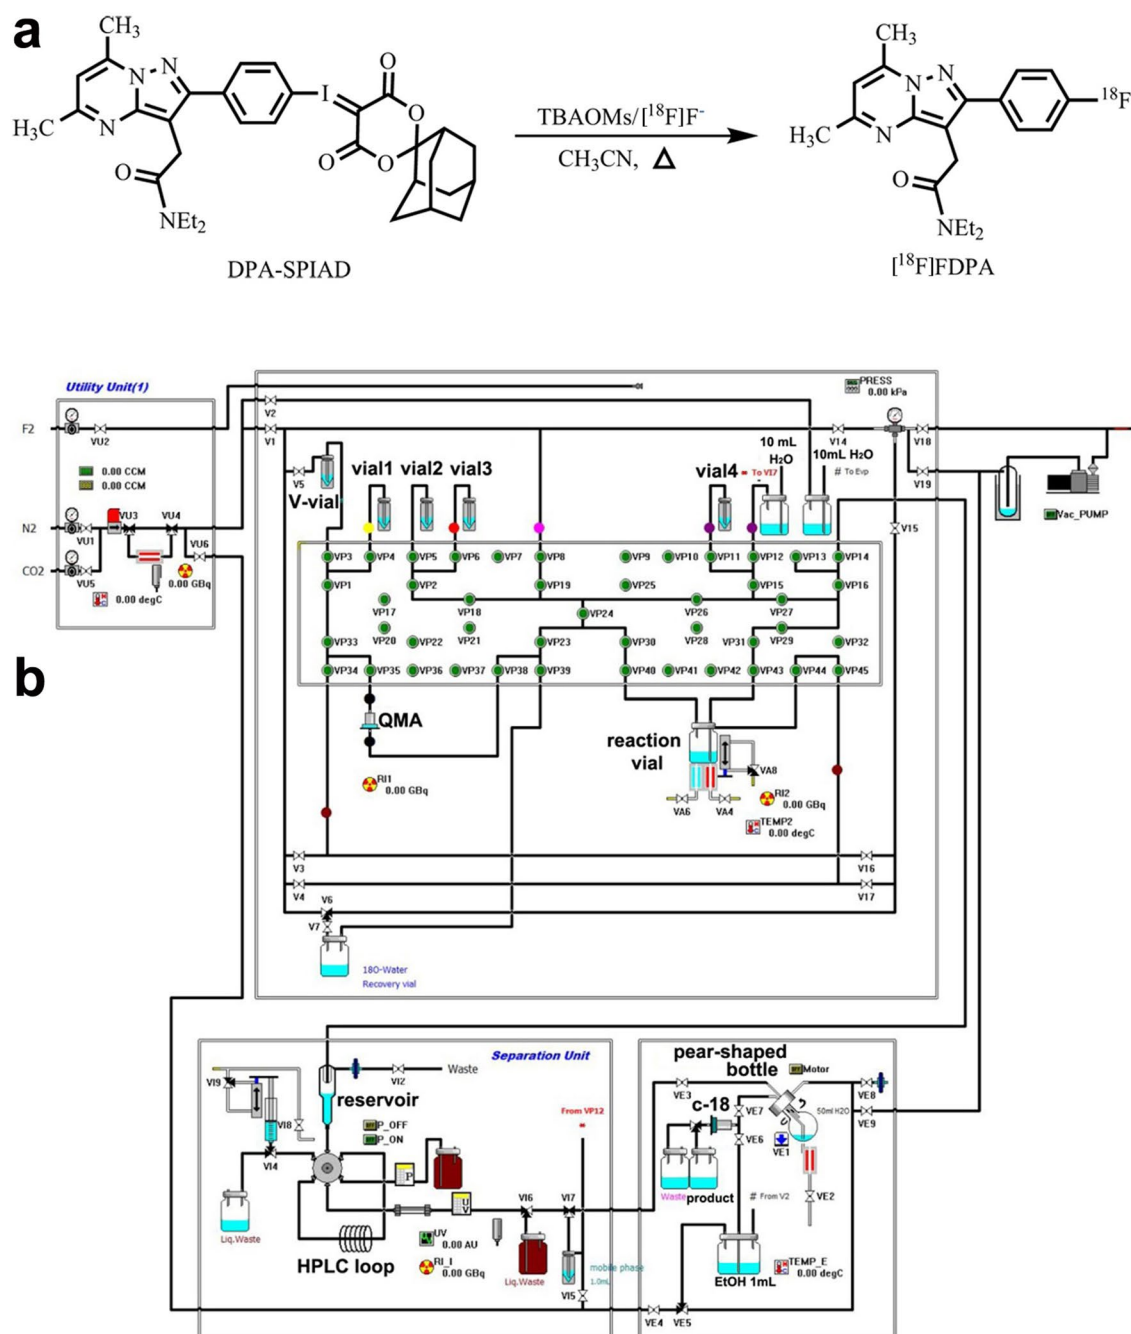 a
CH₃
N
N
H₃C
N
O
NEt₂
I
O
O
O
O
DPA-SPIAD
TBAOMs/[¹⁸F]F⁻
CH₃CN, Δ
CH₃
N
N
¹⁸F
H₃C
N
O
NEt₂
[¹⁸F]FDPA
b
Utility Unit(1)
F2
VU2
0.00 CCM
0.00 CCM
N2
VU1
VU3
VU4
VU6
CO2
VU5
0.00 degC
0.00 GBq
V2
V1
PRESS
0.00 kPa
V14
V18
V19
V15
Vac_PUMP
V5
V-vial
vial1
vial2
vial3
vial4
To VI7
10 mL
H₂O
10mL H₂O
# To Evp
VP3
VP4
VP5
VP6
VP7
VP8
VP9
VP10
VP11
VP12
VP13
VP14
VP1
VP2
VP19
VP25
VP15
VP16
VP17
VP18
VP24
VP26
VP27
VP20
VP21
VP28
VP29
VP33
VP22
VP23
VP30
VP31
VP32
VP34
VP35
VP36
VP37
VP38
VP39
VP40
VP41
VP42
VP43
VP44
VP45
QMA
RI1
0.00 GBq
reaction
vial
VA8
VA6
VA4
RI2
0.00 GBq
TEMP2
0.00 degC
V3
V16
V4
V17
V6
V7
18O-Water
Recovery vial
Separation Unit
VI9
VI8
VI4
Liq.Waste
reservoir
VI2
Waste
P_OFF
P_ON
P
U
V
HPLC loop
UV
0.00 AU
RI_I
0.00 GBq
VI6
Liq.Waste
From VP12
VI7
mobile phase
1.0mL
VI5
pear-shaped
bottle
Motor
VE3
VE8
VE9
c-18
VE7
VE6
50ml H2O
VE1
VE2
Waste
product
# From V2
EtOH 1mL
TEMP_E
0.00 degC
VE4
VE5